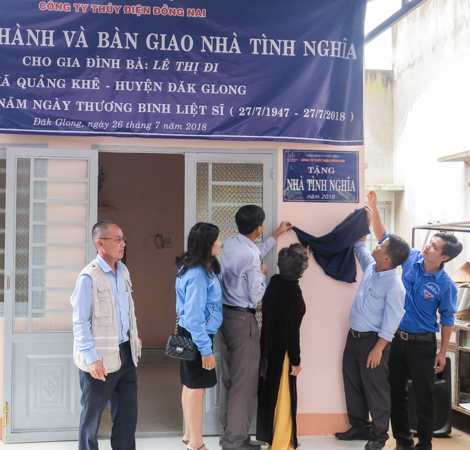 CÔNG TY THỦY ĐIỆN ĐỒNG NAI
HÀNH VÀ BÀN GIAO NHÀ TÌNH NGHĨA
CHO GIA ĐÌNH BÀ: LÊ THỊ ĐI
XÃ QUẢNG KHÊ - HUYỆN ĐĂK GLONG
NĂM NGÀY THƯƠNG BINH LIỆT SĨ ( 27/7/1947 - 27/7/2018 )
Đăk Glong, ngày 26 tháng 7 năm 2018
TẶNG
NHÀ TÌNH NGHĨA
năm 2018